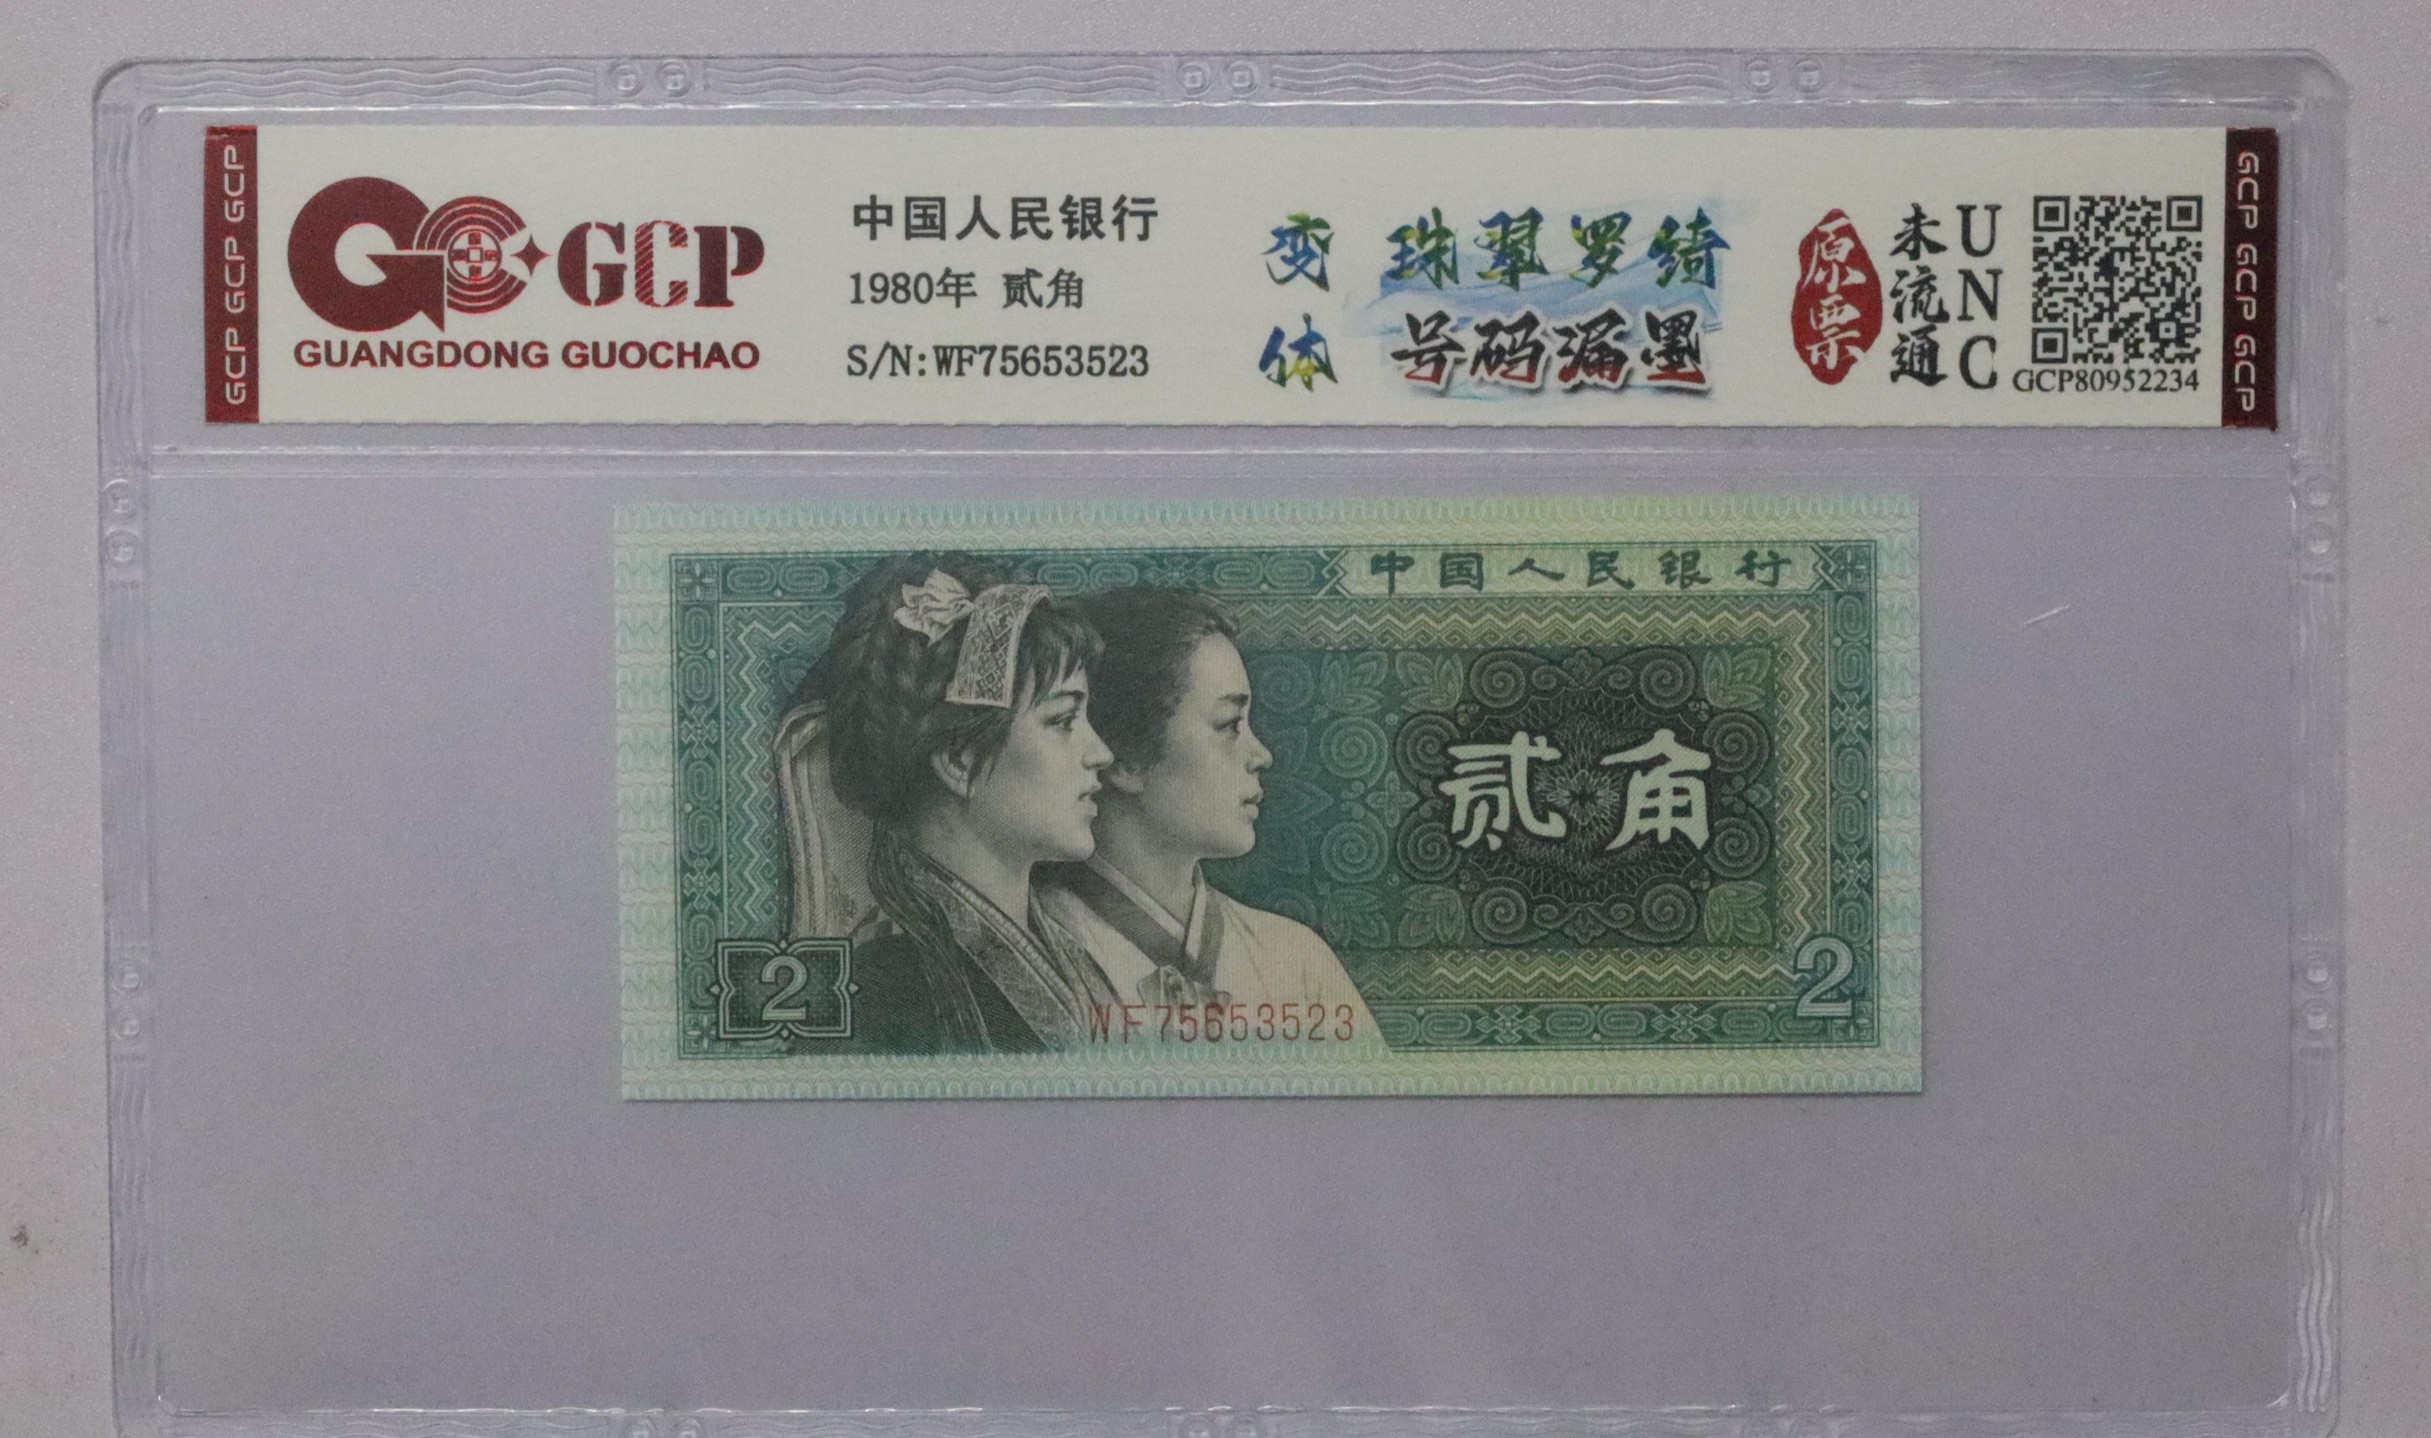 GCP GCP GCP
GCP
GUANGDONG GUOCHAO
中国人民银行
1980年 贰角
S/N:WF75653523
变体
珠翠罗绮
号码漏墨
原票
未流通
UNC
GCP80952234
GCP GCP GCP
中国人民银行
贰角
2
2
WF75653523